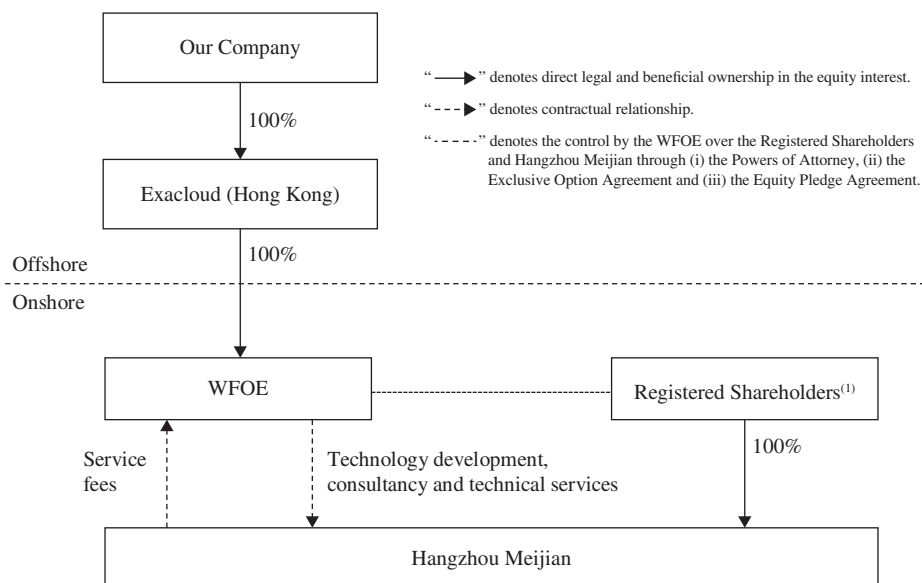 Our Company
“ ” denotes direct legal and beneficial ownership in the equity interest.
“ ” denotes contractual relationship.
“ ” denotes the control by the WFOE over the Registered Shareholders
and Hangzhou Meijian through (i) the Powers of Attorney, (ii) the
Exclusive Option Agreement and (iii) the Equity Pledge Agreement.
100%
Exacloud (Hong Kong)
100%
Offshore
Onshore
WFOE
Registered Shareholders(1)
Service
fees
Technology development,
consultancy and technical services
100%
Hangzhou Meijian